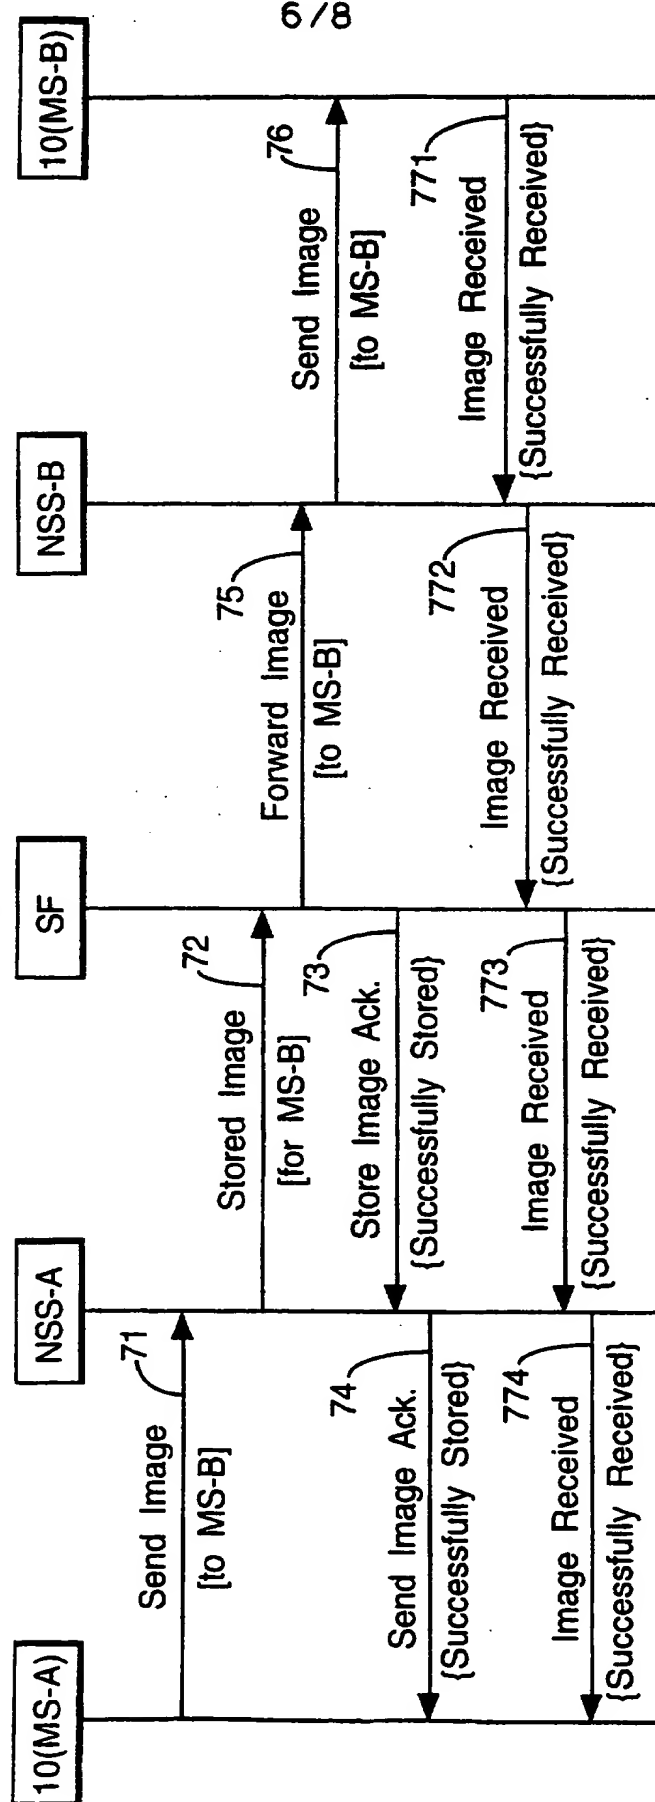 6/8
10(MS-A)
NSS-A
SF
NSS-B
10(MS-B)
71
Send Image
[to MS-B]
72
Stored Image
[for MS-B]
75
Forward Image
[to MS-B]
76
Send Image
[to MS-B]
73
Store Image Ack.
{Successfully Stored}
74
Send Image Ack.
{Successfully Stored}
771
Image Received
{Successfully Received}
772
Image Received
{Successfully Received}
773
Image Received
{Successfully Received}
774
Image Received
{Successfully Received}